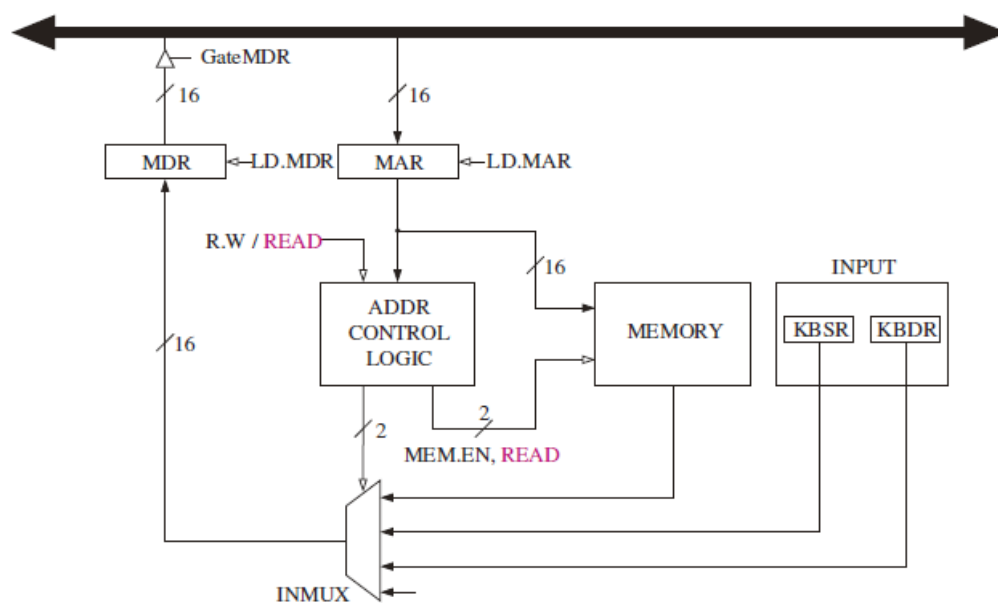 GateMDR
16
16
MDR
LD.MDR
MAR
LD.MAR
R.W / READ
16
INPUT
ADDR
CONTROL
LOGIC
MEMORY
KBSR
KBDR
16
2
2
MEM.EN, READ
INMUX